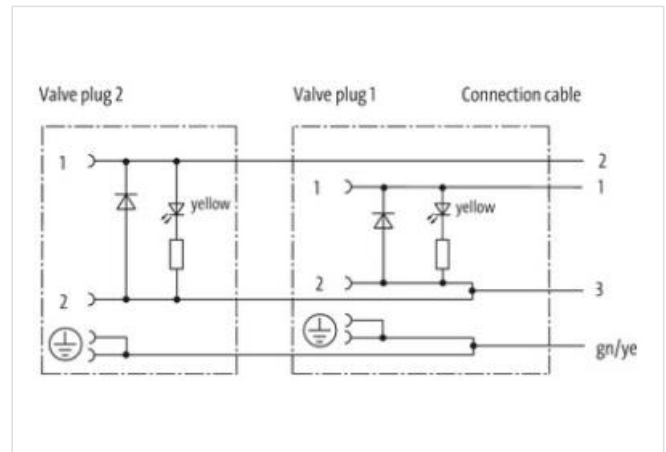 Valve plug 2 Valve plug 1 Connection cable
1 2
1 1
yellow yellow
2 3
2
gn/ye